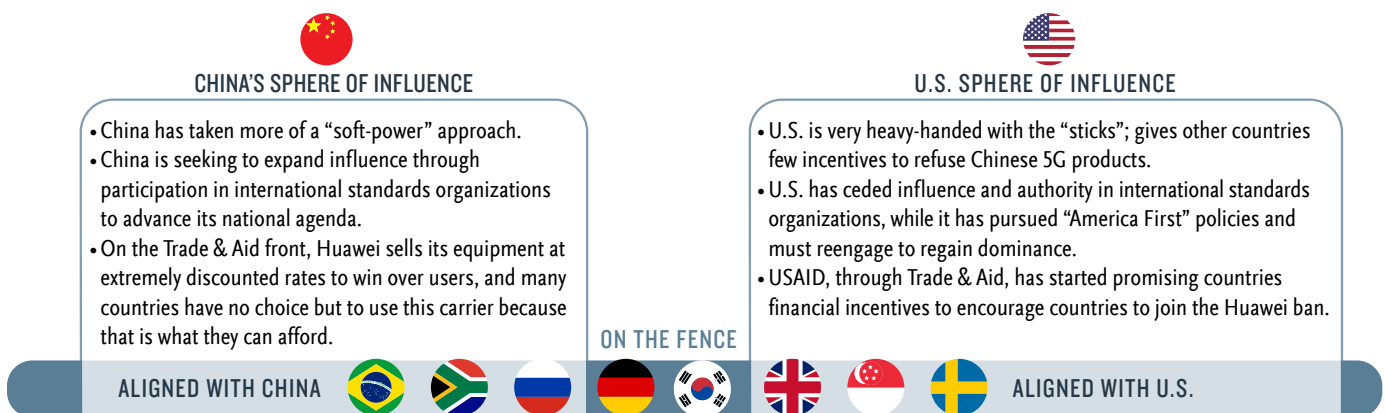 CHINA'S SPHERE OF INFLUENCE
• China has taken more of a “soft-power” approach.
• China is seeking to expand influence through
participation in international standards organizations
to advance its national agenda.
• On the Trade & Aid front, Huawei sells its equipment at
extremely discounted rates to win over users, and many
countries have no choice but to use this carrier because
that is what they can afford.
U.S. SPHERE OF INFLUENCE
• U.S. is very heavy-handed with the “sticks”; gives other countries
few incentives to refuse Chinese 5G products.
• U.S. has ceded influence and authority in international standards
organizations, while it has pursued “America First” policies and
must reengage to regain dominance.
• USAID, through Trade & Aid, has started promising countries
financial incentives to encourage countries to join the Huawei ban.
ON THE FENCE
ALIGNED WITH CHINA
ALIGNED WITH U.S.